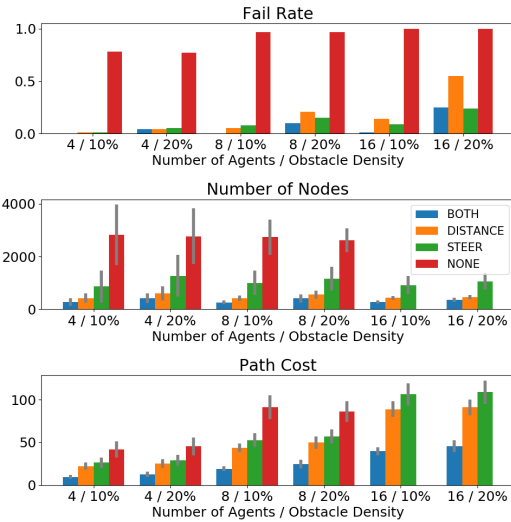 Fail Rate
1.0
0.5
0.0
4 / 10% 4 / 20% 8 / 10% 8 / 20% 16 / 10% 16 / 20%
Number of Agents / Obstacle Density
Number of Nodes
4000
2000
0
BOTH
DISTANCE
STEER
NONE
4 / 10% 4 / 20% 8 / 10% 8 / 20% 16 / 10% 16 / 20%
Number of Agents / Obstacle Density
Path Cost
100
50
0
4 / 10% 4 / 20% 8 / 10% 8 / 20% 16 / 10% 16 / 20%
Number of Agents / Obstacle Density